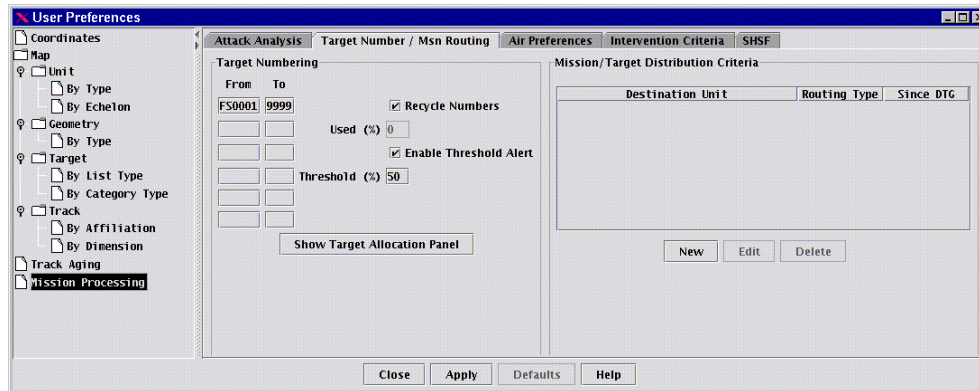 User Preferences
Coordinates
Map
Unit
By Type
By Echelon
Geometry
By Type
Target
By List Type
By Category Type
Track
By Affiliation
By Dimension
Track Aging
Mission Processing
Attack Analysis Target Number / Msn Routing Air Preferences Intervention Criteria SHSF
Target Numbering
From To
FS0001 9999 Recycle Numbers
Used (%) 0
Enable Threshold Alert
Threshold (%) 50
Show Target Allocation Panel
Mission/Target Distribution Criteria
Destination Unit Routing Type Since DTG
New Edit Delete
Close Apply Defaults Help